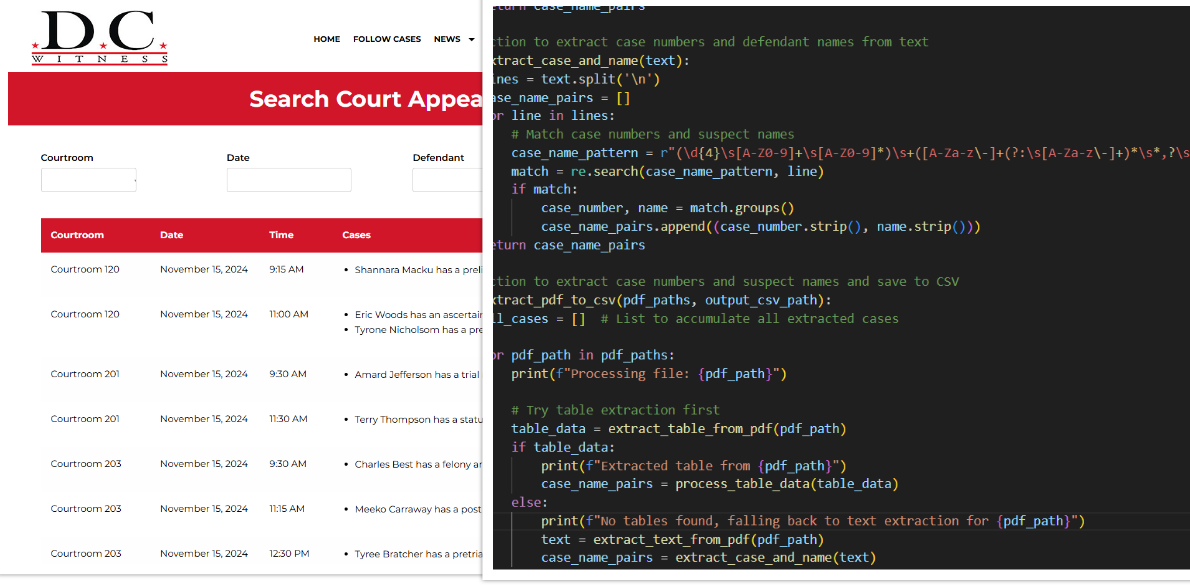 D.C.
WITNESS
HOME FOLLOW CASES NEWS
Search Court Appea
Courtroom Date Defendant
Courtroom Date Time Cases
Courtroom 120 November 15, 2024 9:15 AM • Shannara Macku has a preli
Courtroom 120 November 15, 2024 11:00 AM • Eric Woods has an ascertain
• Tyrone Nicholsom has a pre
Courtroom 201 November 15, 2024 9:30 AM • Amard Jefferson has a trial
Courtroom 201 November 15, 2024 11:30 AM • Terry Thompson has a statu
Courtroom 203 November 15, 2024 9:30 AM • Charles Best has a felony ar
Courtroom 203 November 15, 2024 11:15 AM • Meeko Carraway has a post
Courtroom 203 November 15, 2024 12:30 PM • Tyree Bratcher has a pretria
eturn case_name_pairs
ction to extract case numbers and defendant names from text
xtract_case_and_name(text):
nes = text.split('\n')
ase_name_pairs = []
or line in lines:
# Match case numbers and suspect names
case_name_pattern = r"(\d{4}\s[A-Z0-9]+\s[A-Z0-9]*)\s+([A-Za-z\-]+(?:\s[A-Za-z\-]+)*\s*,?\s
match = re.search(case_name_pattern, line)
if match:
case_number, name = match.groups()
case_name_pairs.append((case_number.strip(), name.strip()))
eturn case_name_pairs
ction to extract case numbers and suspect names and save to CSV
xtract_pdf_to_csv(pdf_paths, output_csv_path):
ll_cases = [] # List to accumulate all extracted cases
or pdf_path in pdf_paths:
print(f"Processing file: {pdf_path}")
# Try table extraction first
table_data = extract_table_from_pdf(pdf_path)
if table_data:
print(f"Extracted table from {pdf_path}")
case_name_pairs = process_table_data(table_data)
else:
print(f"No tables found, falling back to text extraction for {pdf_path}")
text = extract_text_from_pdf(pdf_path)
case_name_pairs = extract_case_and_name(text)